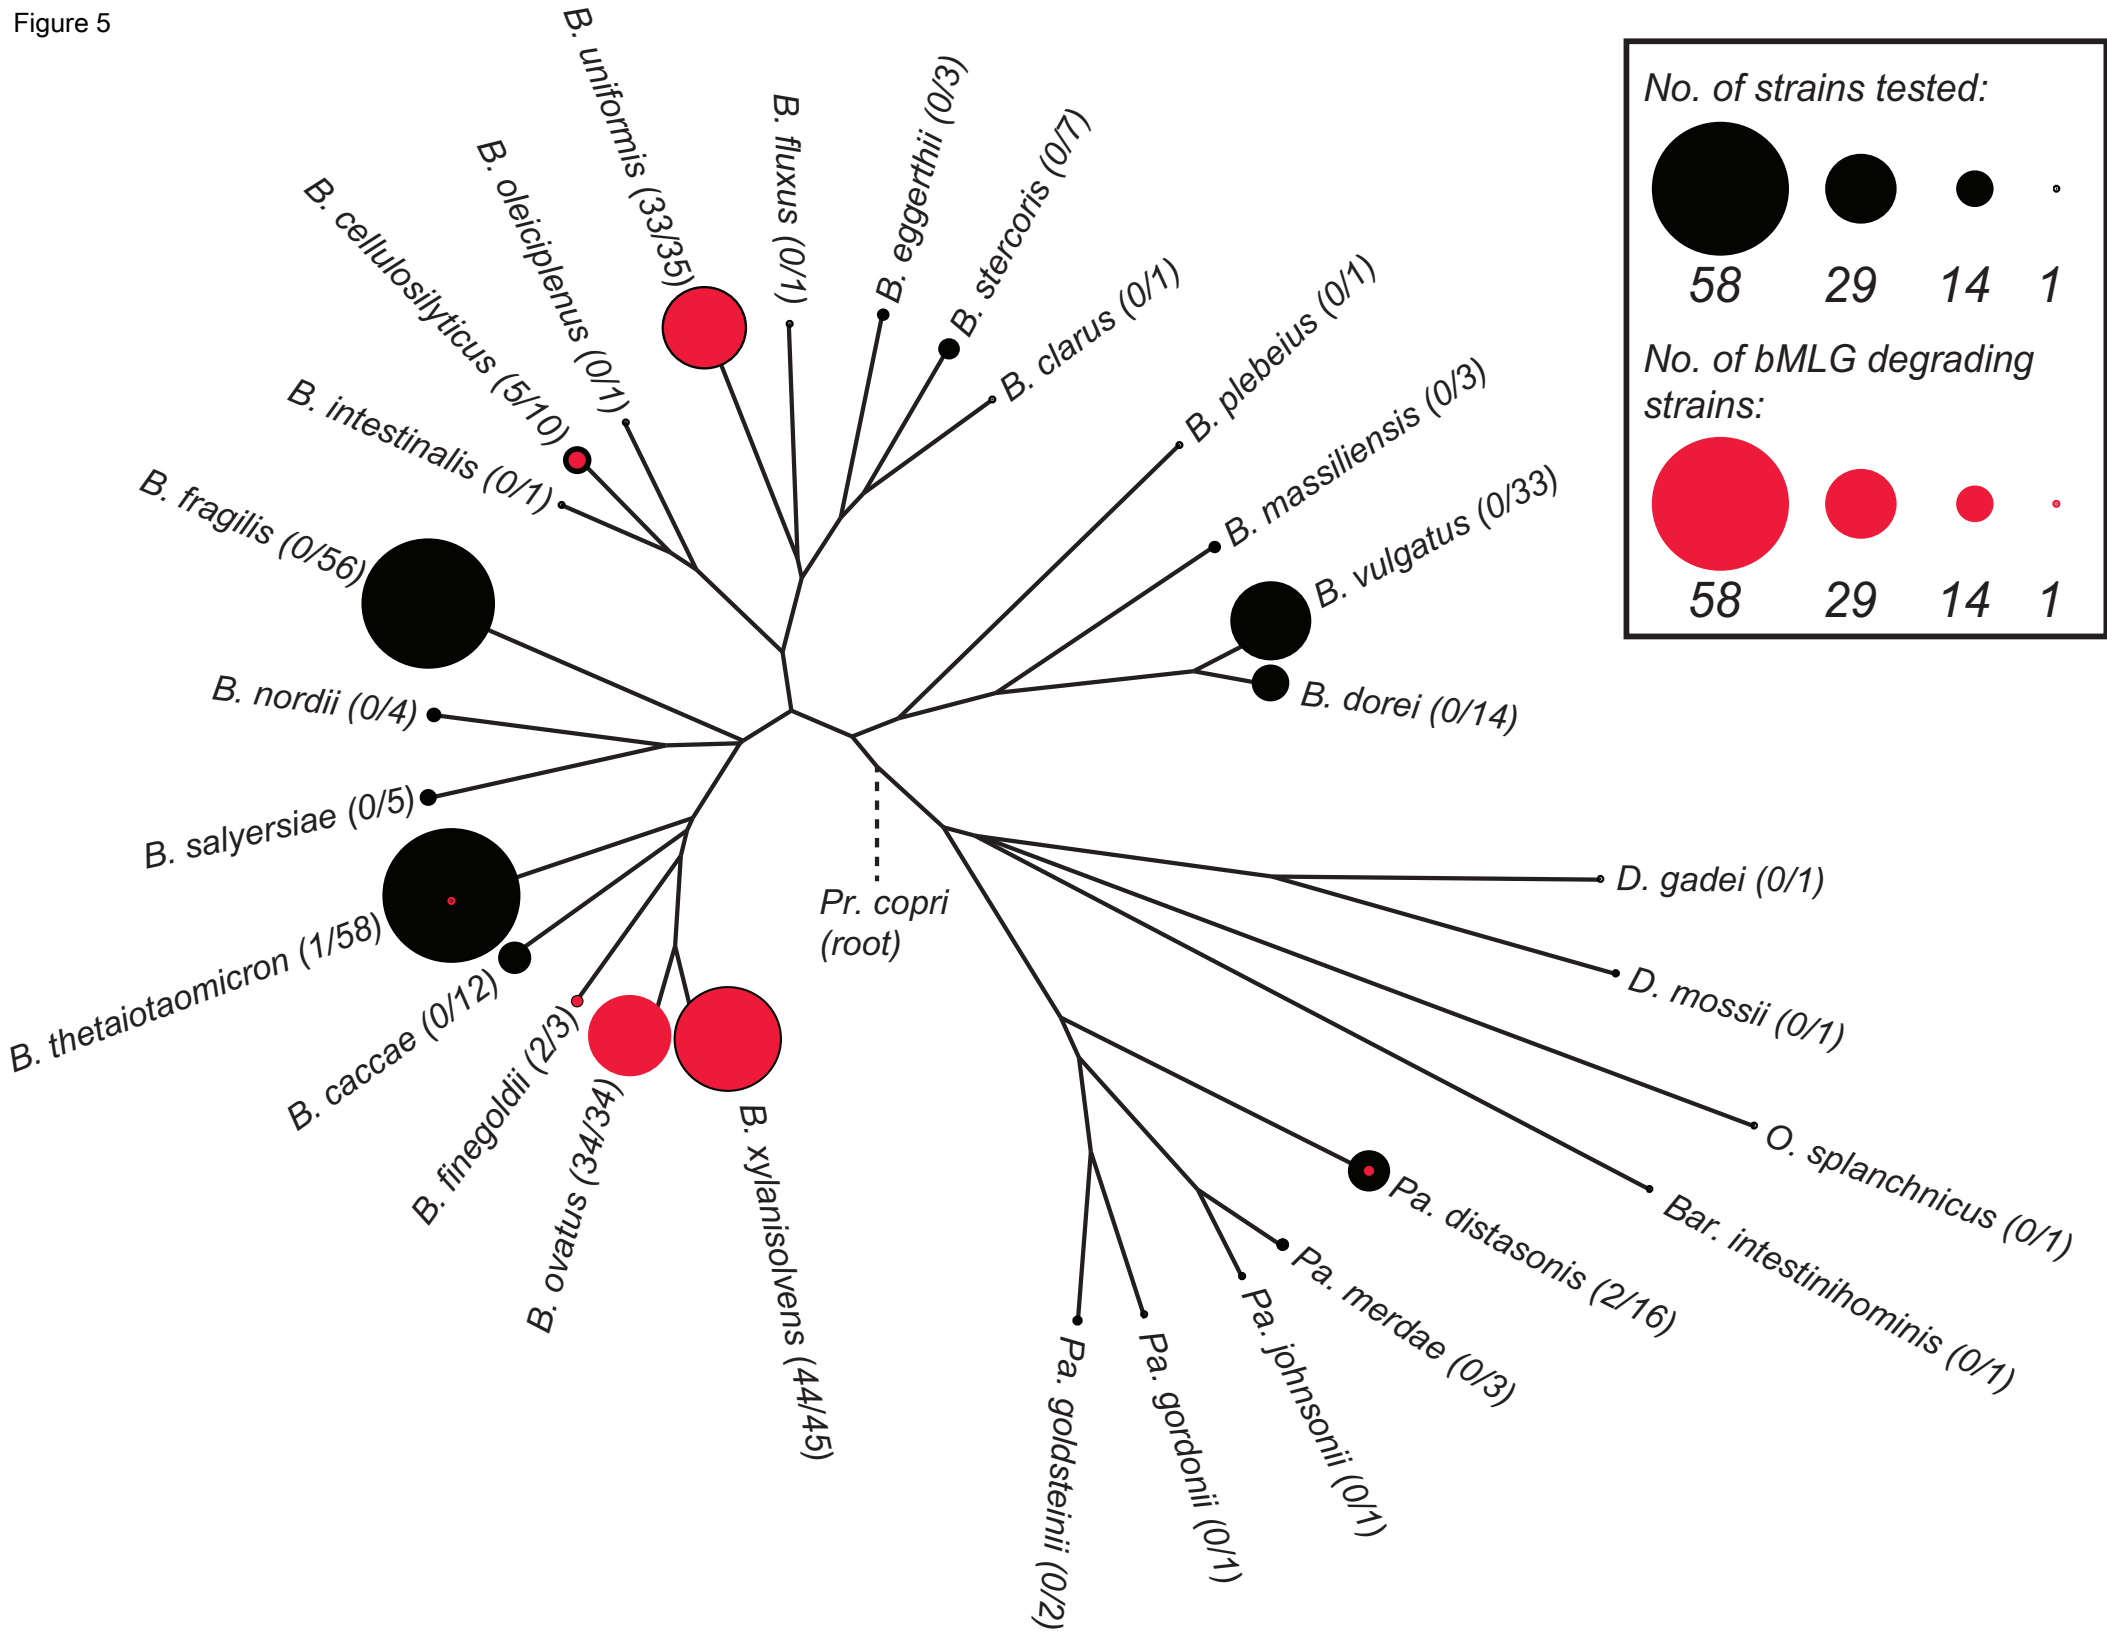 Figure 5
No. of strains tested:
58 29 14 1
No. of bMLG degrading
strains:
58 29 14 1
B. uniformis (33/35)
B. fluxus (0/1)
B. eggerthii (0/3)
B. stercoris (0/7)
B. clarus (0/1)
B. plebeius (0/1)
B. massiliensis (0/3)
B. vulgatus (0/33)
B. dorei (0/14)
B. oleiciplenus (0/1)
B. cellulosilyticus (5/10)
B. intestinalis (0/1)
B. fragilis (0/56)
B. nordii (0/4)
B. salyersiae (0/5)
B. thetaiotaomicron (1/58)
B. caccae (0/12)
B. finegoldii (2/3)
B. ovatus (34/34)
B. xylanisolvens (44/45)
Pr. copri
(root)
D. gadei (0/1)
D. mossii (0/1)
O. splanchnicus (0/1)
Bar. intestinihominis (0/1)
Pa. distasonis (2/16)
Pa. merdae (0/3)
Pa. johnsonii (0/1)
Pa. gordonii (0/1)
Pa. goldsteinii (0/2)